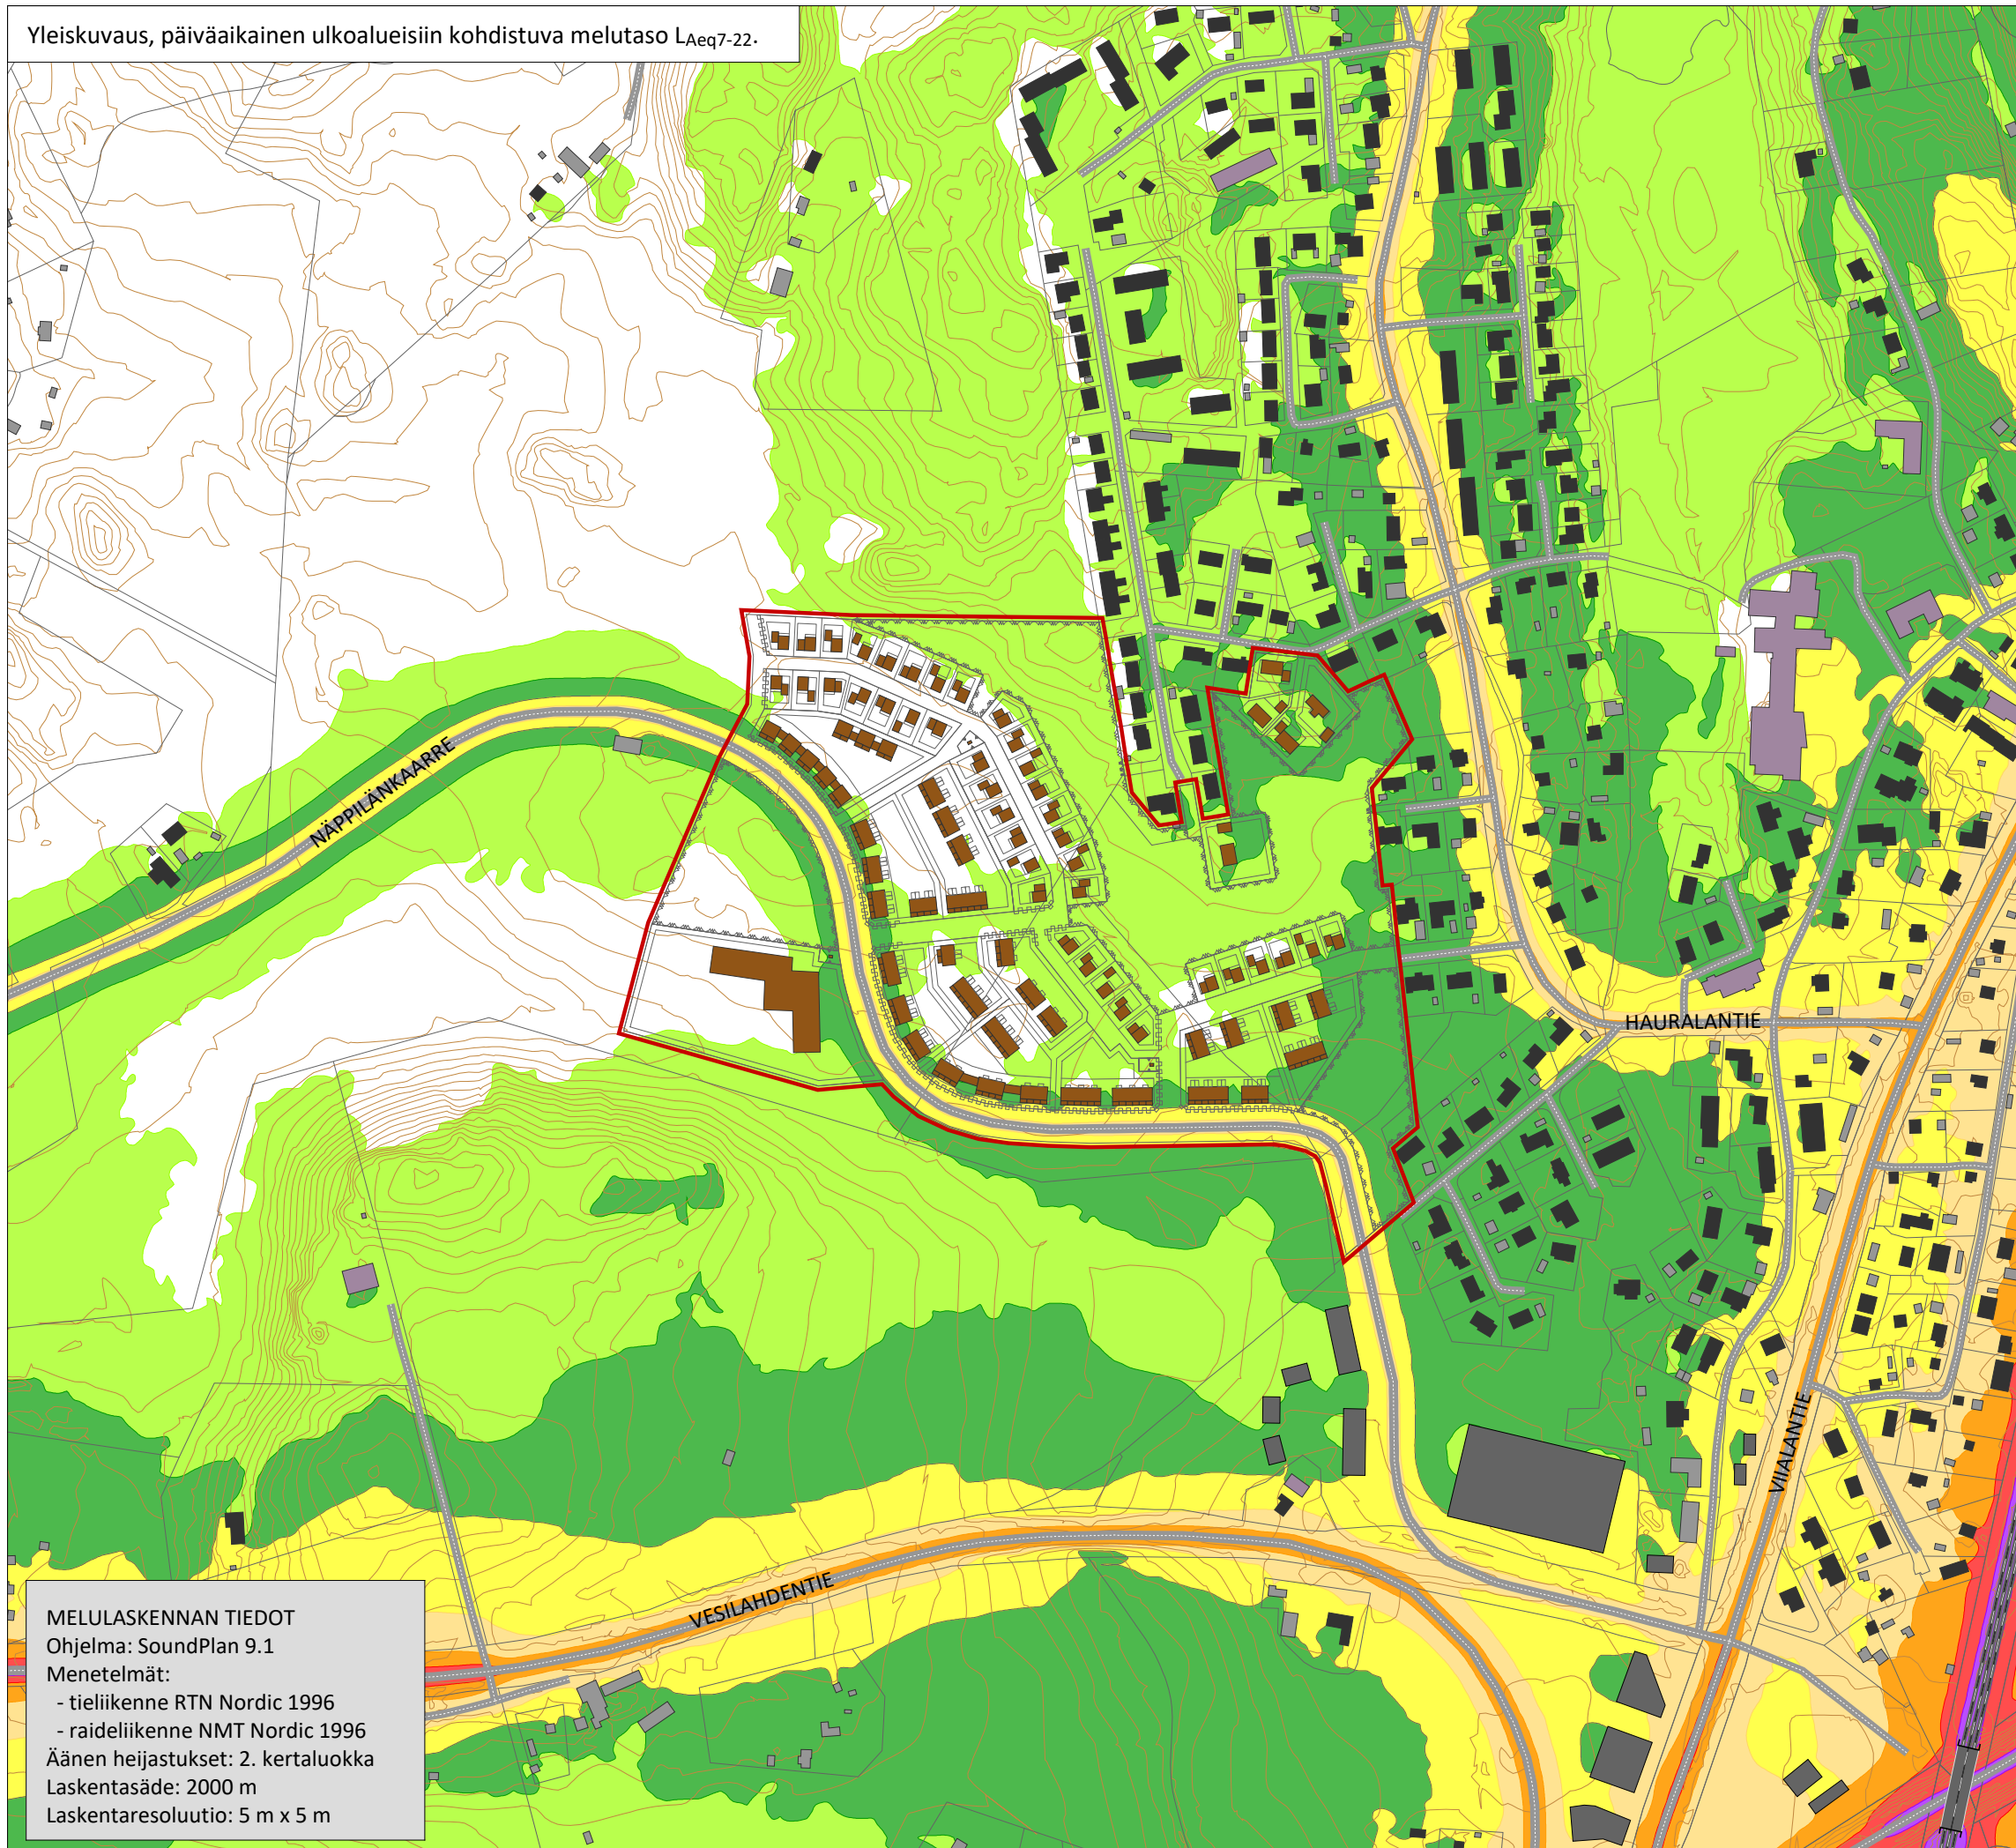 Yleiskuvaus, päiväaikainen ulkoalueisiin kohdistuva melutaso LAeq7-22.
NÄPPILÄNKAARRE
HAURALANTIE
VIIALANTIE
VESILAHDENTIE
MELULASKENNAN TIEDOT
Ohjelma: SoundPlan 9.1
Menetelmät:
- tieliikenne RTN Nordic 1996
- raideliikenne NMT Nordic 1996
Äänen heijastukset: 2. kertaluokka
Laskentasäde: 2000 m
Laskentaresoluutio: 5 m x 5 m